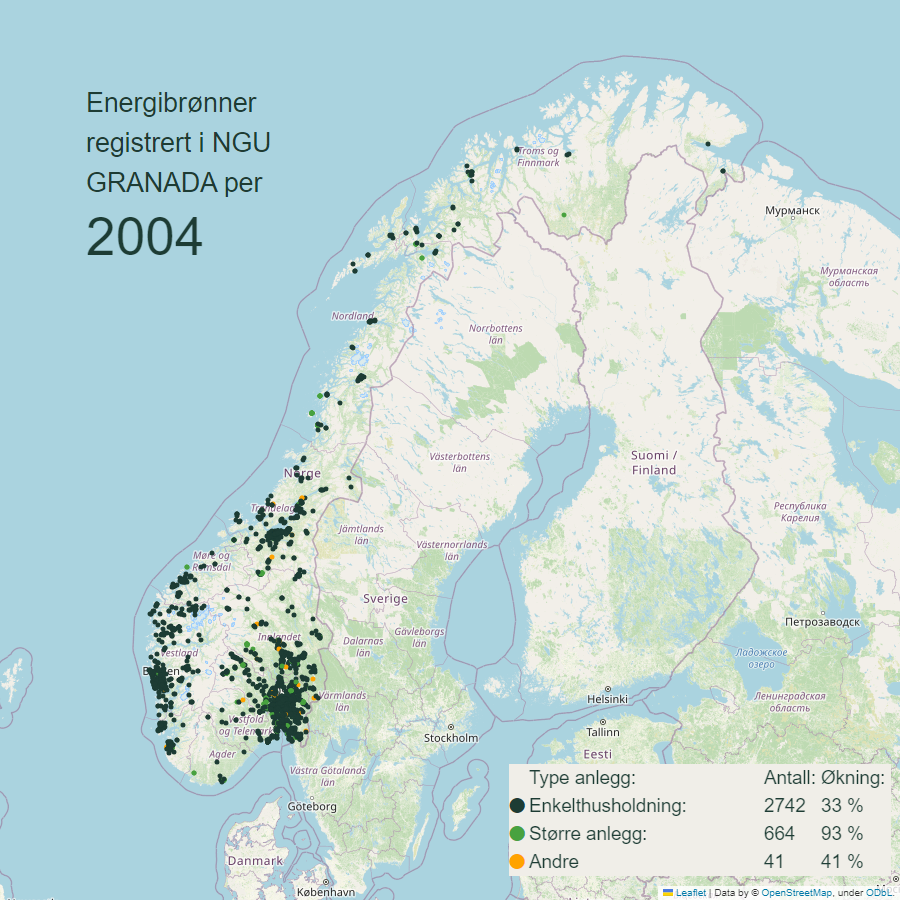 Energibrønner
registrert i NGU
GRANADA per
2004
Troms og
Finnmark
Мурманск
Мурманская
область
Nordland
Norrbottens
län
Västerbottens
län
Suomi /
Finland
Norge
Республика
Карелия
Jämtlands
län
Västernorrlands
län
Møre og
Romsdal
Sverige
Gävleborgs
län
Dalarnas
län
Петрозаводск
Innlandet
Vestland
Ладожское
озеро
Värmlands
län
Ленинградская
область
Helsinki
Vestfold
og Telemark
Stockholm
Tallinn
Agder
Eesti
Västra Götalands
län
Göteborg
Danmark
København
Type anlegg: Antall: Økning:
Enkelthusholdning: 2742 33 %
Større anlegg: 664 93 %
Andre 41 41 %
Leaflet | Data by © OpenStreetMap, under ODbL.